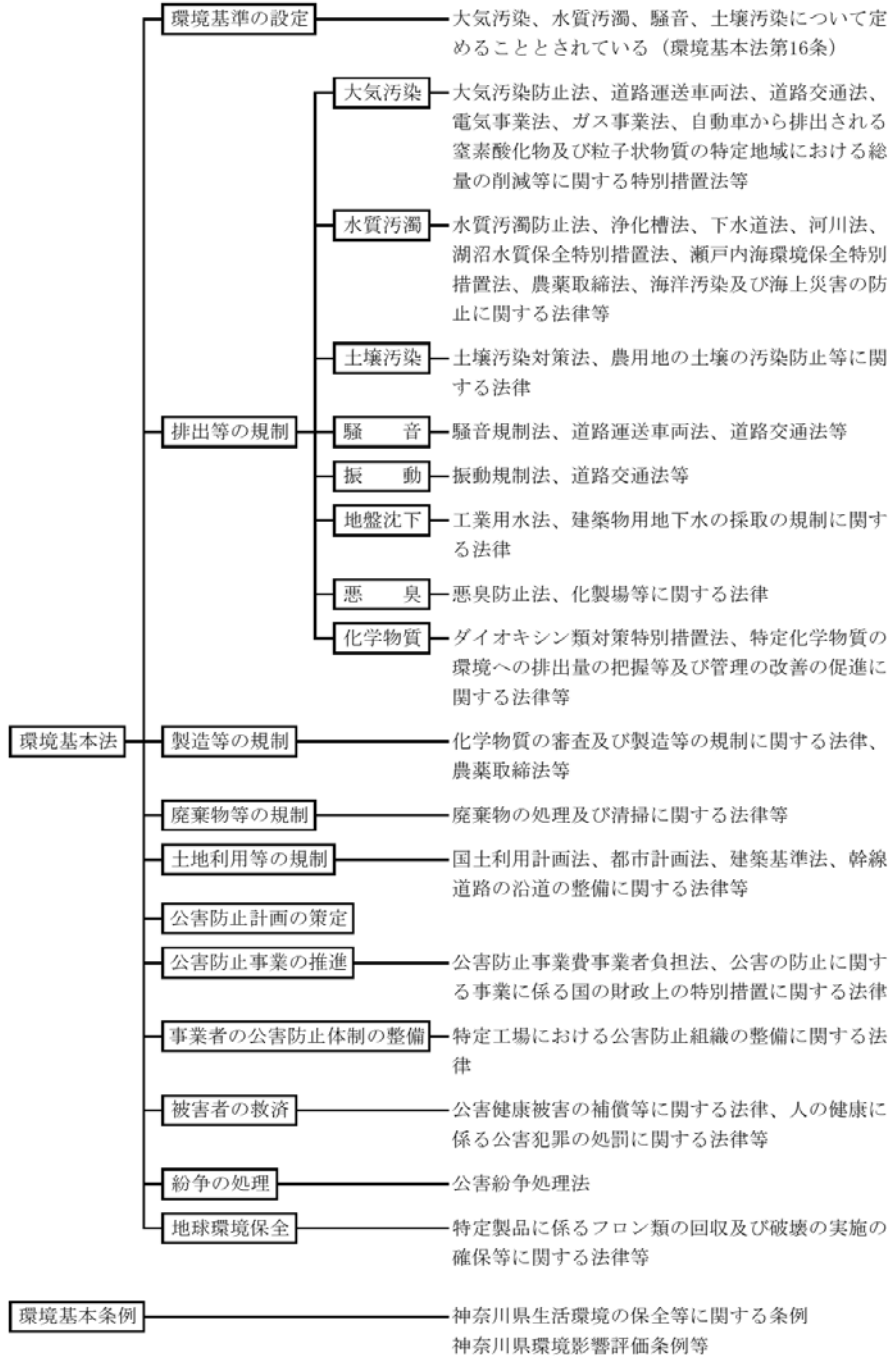 環境基準の設定 大気汚染、水質汚濁、騒音、土壌汚染について定
めることとされている（環境基本法第16条）
大気汚染 大気汚染防止法、道路運送車両法、道路交通法、
電気事業法、ガス事業法、自動車から排出される
窒素酸化物及び粒子状物質の特定地域における総
量の削減等に関する特別措置法等
水質汚濁 水質汚濁防止法、浄化槽法、下水道法、河川法、
湖沼水質保全特別措置法、瀬戸内海環境保全特別
措置法、農薬取締法、海洋汚染及び海上災害の防
止に関する法律等
土壌汚染 土壌汚染対策法、農用地の土壌の汚染防止等に関
する法律
排出等の規制 騒　音 騒音規制法、道路運送車両法、道路交通法等
振　動 振動規制法、道路交通法等
地盤沈下 工業用水法、建築物用地下水の採取の規制に関す
る法律
悪　臭 悪臭防止法、化製場等に関する法律
化学物質 ダイオキシン類対策特別措置法、特定化学物質の
環境への排出量の把握等及び管理の改善の促進に
関する法律等
環境基本法 製造等の規制 化学物質の審査及び製造等の規制に関する法律、
農薬取締法等
廃棄物等の規制 廃棄物の処理及び清掃に関する法律等
土地利用等の規制 国土利用計画法、都市計画法、建築基準法、幹線
道路の沿道の整備に関する法律等
公害防止計画の策定
公害防止事業の推進 公害防止事業費事業者負担法、公害の防止に関す
る事業に係る国の財政上の特別措置に関する法律
事業者の公害防止体制の整備 特定工場における公害防止組織の整備に関する法
律
被害者の救済 公害健康被害の補償等に関する法律、人の健康に
係る公害犯罪の処罰に関する法律等
紛争の処理 公害紛争処理法
地球環境保全 特定製品に係るフロン類の回収及び破壊の実施の
確保等に関する法律等
環境基本条例 神奈川県生活環境の保全等に関する条例
神奈川県環境影響評価条例等